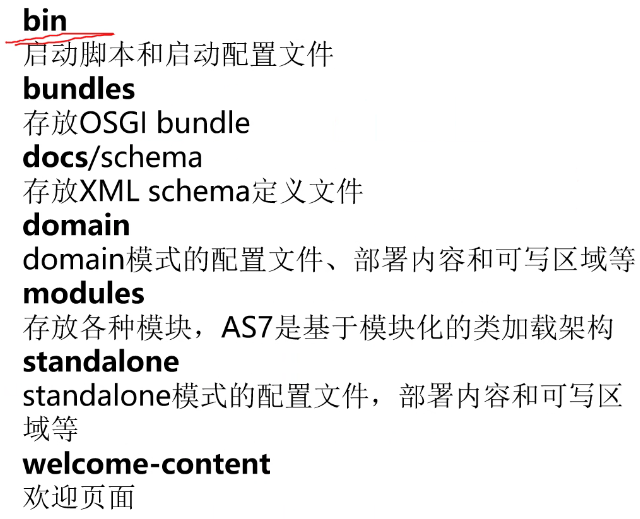 bin
启动脚本和启动配置文件
bundles
存放OSGI bundle
docs/schema
存放XML schema定义文件
domain
domain模式的配置文件、部署内容和可写区域等
modules
存放各种模块，AS7是基于模块化的类加载架构
standalone
standalone模式的配置文件，部署内容和可写区
域等
welcome-content
欢迎页面